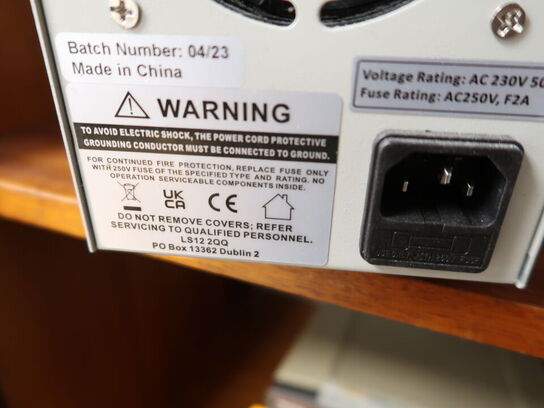 Batch Number: 04/23
Made in China
WARNING
TO AVOID ELECTRIC SHOCK, THE POWER CORD PROTECTIVE
GROUNDING CONDUCTOR MUST BE CONNECTED TO GROUND.
FOR CONTINUED FIRE PROTECTION, REPLACE FUSE ONLY
WITH 250V FUSE OF THE SPECIFIED TYPE AND RATING. NO
OPERATION SERVICEABLE COMPONENTS INSIDE.
UK
CA
CE
DO NOT REMOVE COVERS; REFER
SERVICING TO QUALIFIED PERSONNEL.
LS12 2QQ
PO Box 13362 Dublin 2
Voltage Rating: AC 230V 50
Fuse Rating: AC250V, F2A